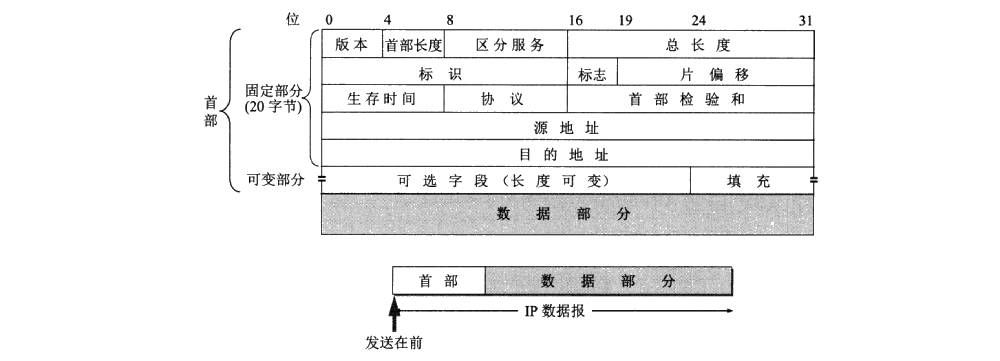 位 0 4 8 16 19 24 31
版本 首部长度 区分服务 总长度
标识 标志 片偏移
固定部分
(20字节)
首部
生存时间 协议 首部检验和
源地址
目的地址
可变部分 可选字段(长度可变) 填充
数据部分
首部 数据部分
IP数据报
发送在前